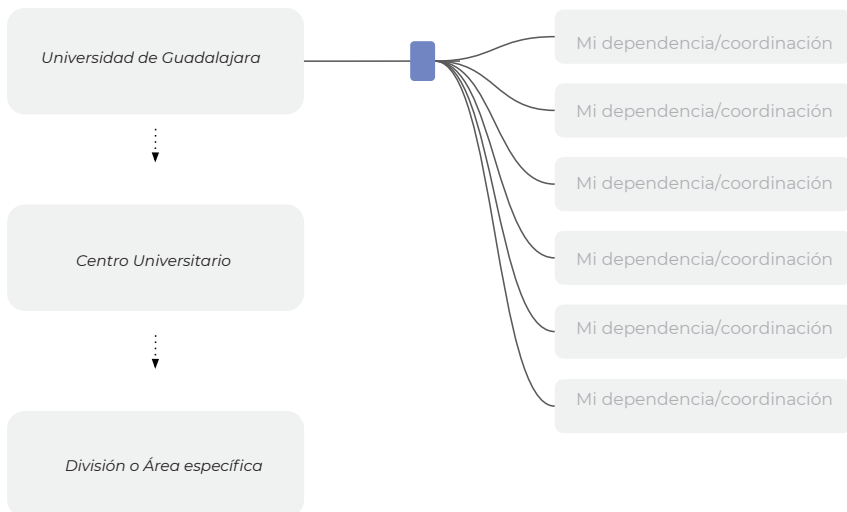 Universidad de Guadalajara
Centro Universitario
División o Área específica
Mi dependencia/coordinación
Mi dependencia/coordinación
Mi dependencia/coordinación
Mi dependencia/coordinación
Mi dependencia/coordinación
Mi dependencia/coordinación